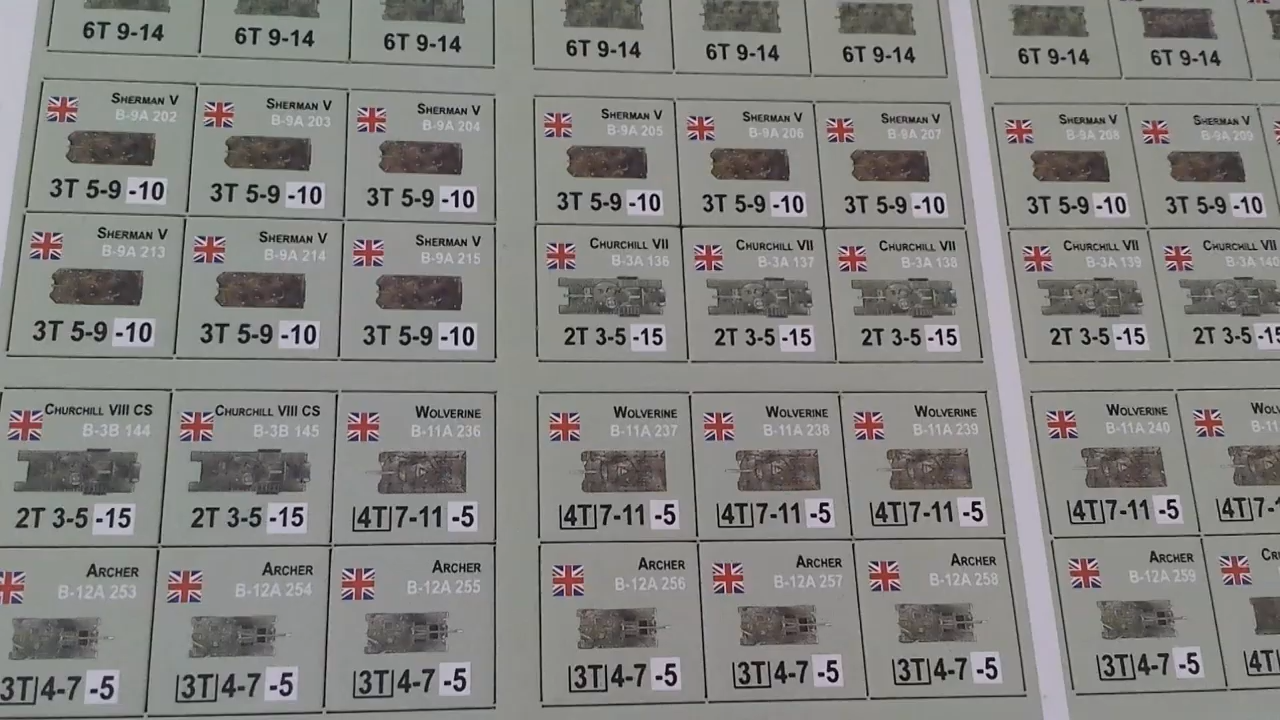 6T 9-14 6T 9-14 6T 9-14 6T 9-14 6T 9-14 6T 9-14 6T 9-14 6T 9-14
SHERMAN V SHERMAN V SHERMAN V SHERMAN V SHERMAN V SHERMAN V SHERMAN V SHERMAN V
B-9A 202 B-9A 203 B-9A 204 B-9A 205 B-9A 206 B-9A 207 B-9A 208 B-9A 209
3T 5-9 -10 3T 5-9 -10 3T 5-9 -10 3T 5-9 -10 3T 5-9 -10 3T 5-9 -10 3T 5-9 -10 3T 5-9 -10
SHERMAN V SHERMAN V SHERMAN V CHURCHILL VII CHURCHILL VII CHURCHILL VII CHURCHILL VII CHURCHILL VII
B-9A 213 B-9A 214 B-9A 215 B-3A 136 B-3A 137 B-3A 138 B-3A 139 B-3A 140
3T 5-9 -10 3T 5-9 -10 3T 5-9 -10 2T 3-5 -15 2T 3-5 -15 2T 3-5 -15 2T 3-5 -15 2T 3-5
CHURCHILL VIII CS CHURCHILL VIII CS WOLVERINE WOLVERINE WOLVERINE WOLVERINE WOLVERINE
B-3B 144 B-3B 145 B-11A 236 B-11A 237 B-11A 238 B-11A 239 B-11A 240
2T 3-5 -15 2T 3-5 -15 4T 7-11 -5 4T 7-11 -5 4T 7-11 -5 4T 7-11 -5 4T 7-11 -5 4T
ARCHER ARCHER ARCHER ARCHER ARCHER ARCHER ARCHER
B-12A 253 B-12A 254 B-12A 255 B-12A 256 B-12A 257 B-12A 258 B-12A 259
3T 4-7 -5 3T 4-7 -5 3T 4-7 -5 3T 4-7 -5 3T 4-7 -5 3T 4-7 -5 3T 4-7 -5 4T